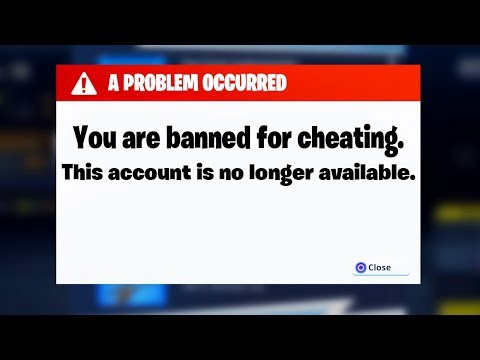 A PROBLEM OCCURRED
You are banned for cheating.
This account is no longer available.
Close